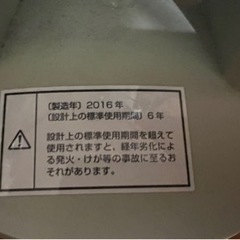 〔製造年〕2016年
〔設計上の標準使用期間〕6年
設計上の標準使用期間を超えて
使用されますと、経年劣化によ
る発火・けが等の事故に至るお
それがあります。